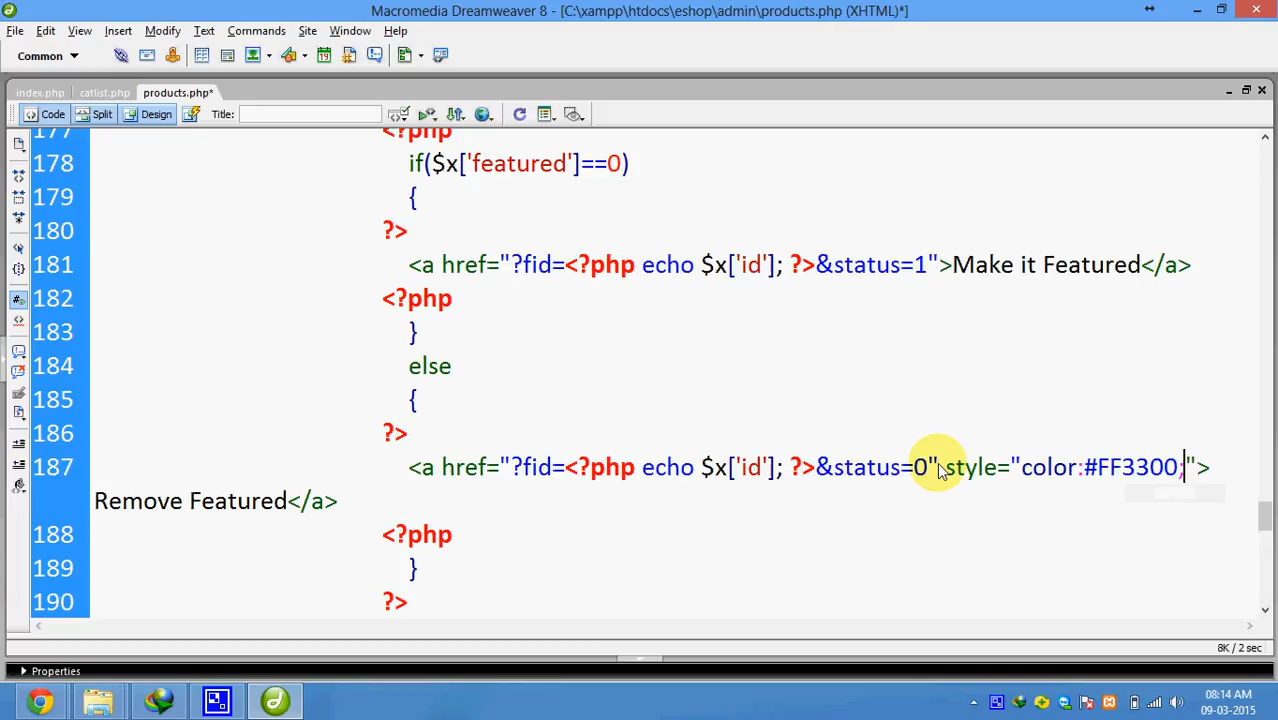 Macromedia Dreamweaver 8 - [C:\xampp\htdocs\eshop\admin\products.php (XHTML)*]
File Edit View Insert Modify Text Commands Site Window Help
Common
index.php catlist.php products.php*
Code Split Design Title:
177 <?php
178 if($x['featured']==0)
179 {
180 ?>
181 <a href="?fid=<?php echo $x['id']; ?>&status=1">Make it Featured</a>
182 <?php
183 }
184 else
185 {
186 ?>
187 <a href="?fid=<?php echo $x['id']; ?>&status=0" style="color:#FF3300;">
Remove Featured</a>
188 <?php
189 }
190 ?>
8K / 2 sec
Properties
08:14 AM
09-03-2015